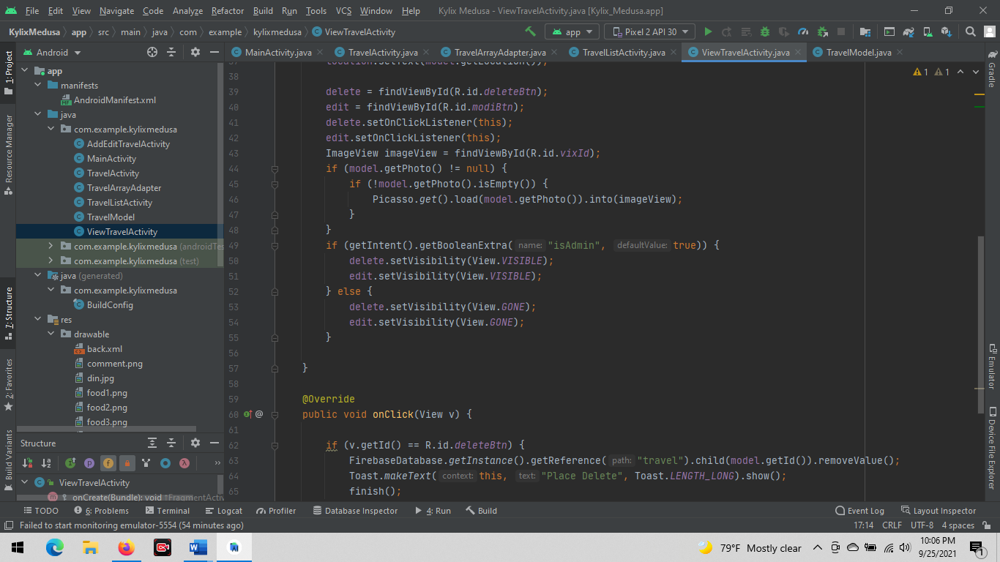 File Edit View Navigate Code Analyze Refactor Build Run Tools VCS Window Help Kylix Medusa - ViewTravelActivity.java [Kylix_Medusa.app]
KylixMedusa app src main java com example kylixmedusa ViewTravelActivity app Pixel 2 API 30
Android
MainActivity.java TravelActivity.java TravelArrayAdapter.java TravelListActivity.java ViewTravelActivity.java TravelModel.java
1: Project
Resource Manager
7: Structure
2: Favorites
Build Variants
app
manifests
AndroidManifest.xml
java
com.example.kylixmedusa
AddEditTravelActivity
MainActivity
TravelActivity
TravelArrayAdapter
TravelListActivity
TravelModel
ViewTravelActivity
com.example.kylixmedusa (androidTes
com.example.kylixmedusa (test)
java (generated)
com.example.kylixmedusa
BuildConfig
res
drawable
back.xml
comment.png
din.jpg
food1.png
food2.png
food3.png
Structure
ViewTravelActivity
onCreate(Bundle): void ↑FragmentActiv
1 1
37 location.setText(model.getLocation());
38
39 delete = findViewById(R.id.deleteBtn);
40 edit = findViewById(R.id.modiBtn);
41 delete.setOnClickListener(this);
42 edit.setOnClickListener(this);
43 ImageView imageView = findViewById(R.id.vixId);
44 if (model.getPhoto() != null) {
45 if (!model.getPhoto().isEmpty()) {
46 Picasso.get().load(model.getPhoto()).into(imageView);
47 }
48 }
49 if (getIntent().getBooleanExtra( name: "isAdmin", defaultValue: true)) {
50 delete.setVisibility(View.VISIBLE);
51 edit.setVisibility(View.VISIBLE);
52 } else {
53 delete.setVisibility(View.GONE);
54 edit.setVisibility(View.GONE);
55 }
56
57 }
58
59 @Override
60 public void onClick(View v) {
61
62 if (v.getId() == R.id.deleteBtn) {
63 FirebaseDatabase.getInstance().getReference( path: "travel").child(model.getId()).removeValue();
64 Toast.makeText( context: this, text: "Place Delete", Toast.LENGTH_LONG).show();
65 finish();
Gradle
Emulator
Device File Explorer
TODO 6: Problems Terminal Logcat Profiler Database Inspector 4: Run Build Event Log Layout Inspector
Failed to start monitoring emulator-5554 (54 minutes ago) 17:14 CRLF UTF-8 4 spaces
79°F Mostly clear 10:06 PM
9/25/2021
1